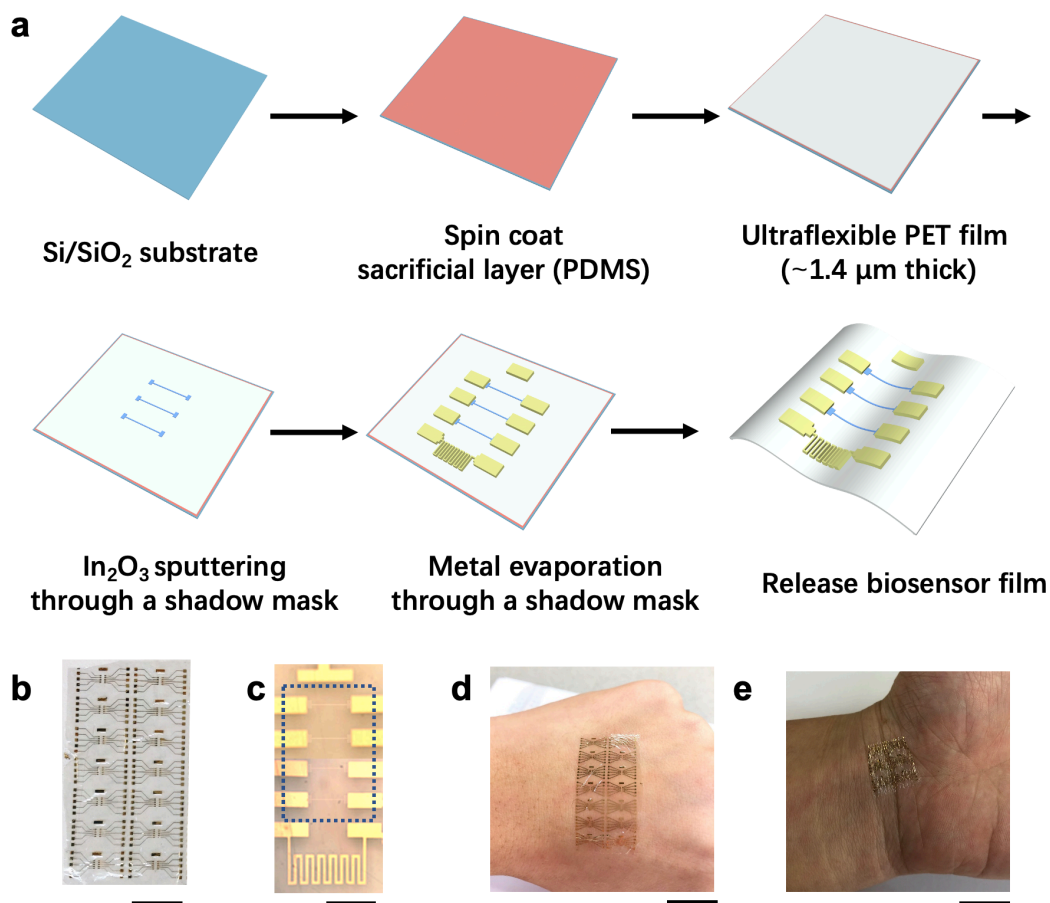 a
Si/SiO₂ substrate
Spin coat
sacrificial layer (PDMS)
Ultraflexible PET film
(~1.4 μm thick)
In₂O₃ sputtering
through a shadow mask
Metal evaporation
through a shadow mask
Release biosensor film
b
c
d
e